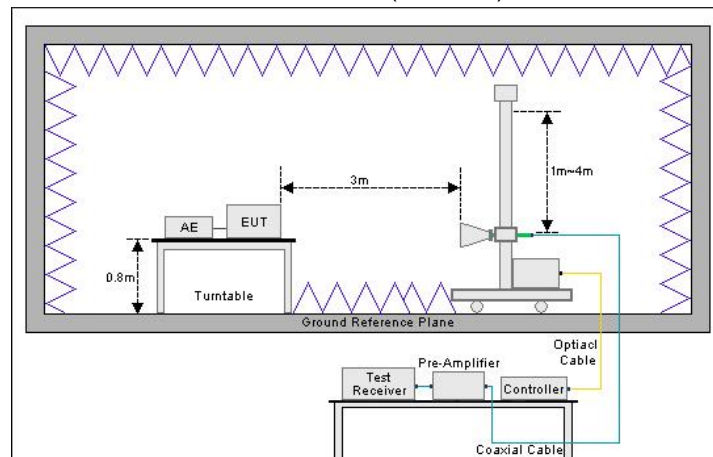 3m
1m~4m
AE
EUT
0.8m
Turntable
Ground Reference Plane
Optiacl
Cable
Pre-Amplifier
Test
Receiver
Controller
Coaxial Cable